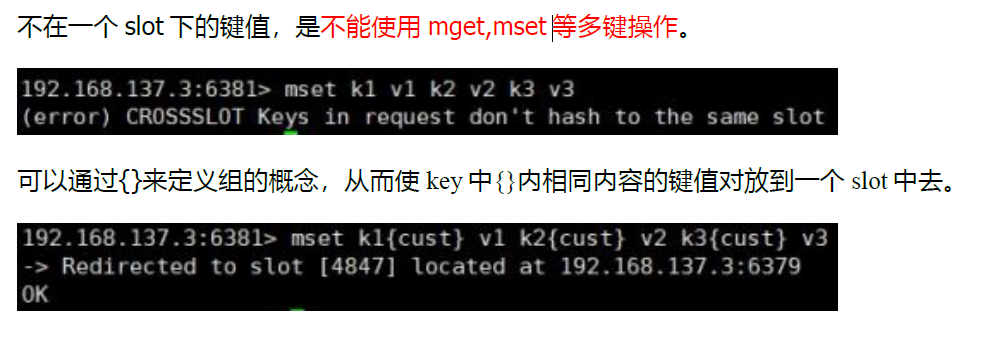 不在一个 slot 下的键值，是不能使用 mget,mset 等多键操作。
192.168.137.3:6381> mset k1 v1 k2 v2 k3 v3
(error) CROSSSLOT Keys in request don't hash to the same slot
可以通过{}来定义组的概念，从而使 key 中{}内相同内容的键值对放到一个 slot 中去。
192.168.137.3:6381> mset k1{cust} v1 k2{cust} v2 k3{cust} v3
-> Redirected to slot [4847] located at 192.168.137.3:6379
OK